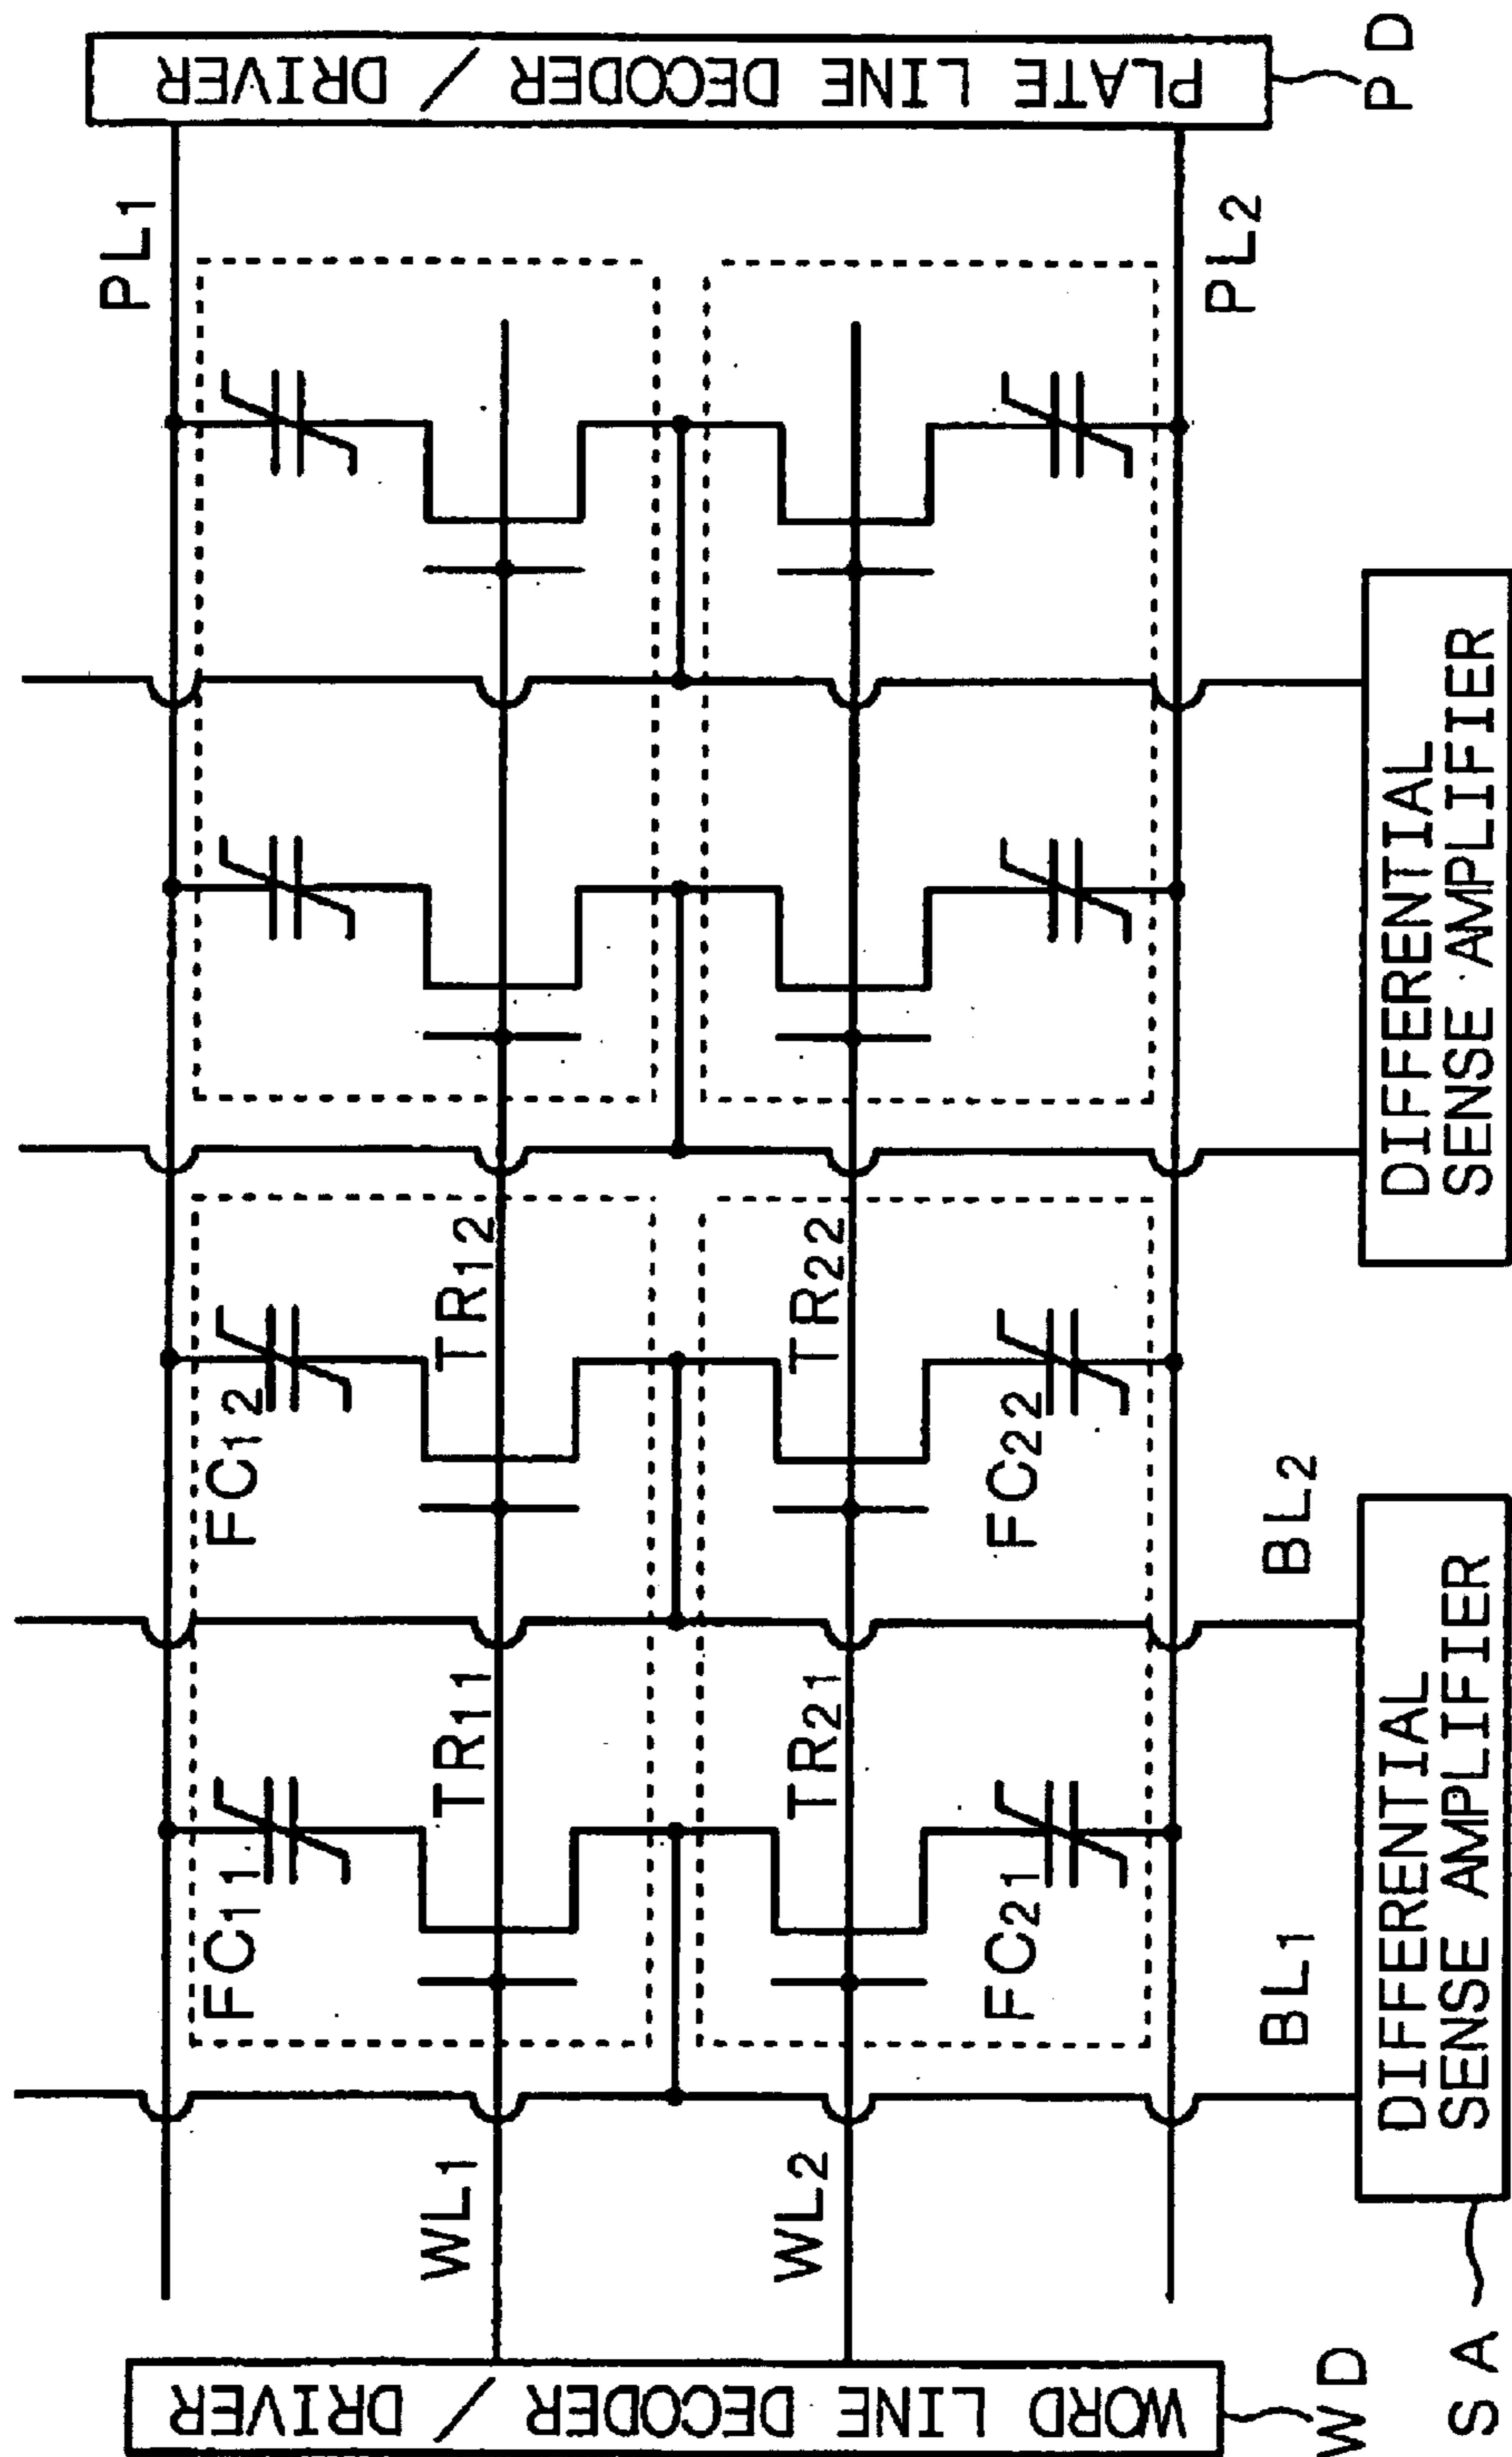 PL1
FC11
FC12
TR11
TR12
WL1
WORD LINE DECODER / DRIVER
PLATE LINE DECODER / DRIVER
TR21
TR22
WL2
FC21
FC22
PL2
BL1
BL2
WD
PD
DIFFERENTIAL
SENSE AMPLIFIER
DIFFERENTIAL
SENSE AMPLIFIER
SA